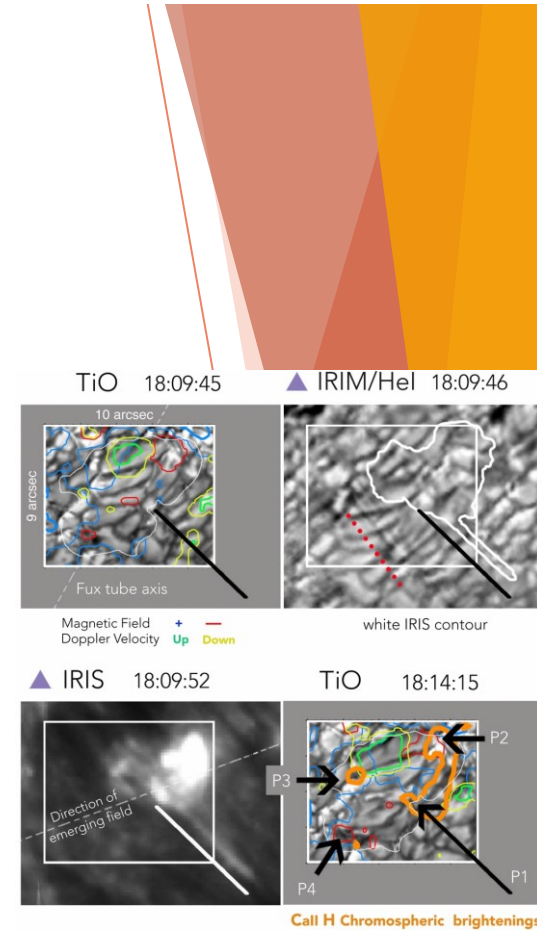 TiO 18:09:45
IRIM/HeI 18:09:46
10 arcsec
9 arcsec
Fux tube axis
Magnetic Field + —
Doppler Velocity Up Down
white IRIS contour
IRIS 18:09:52
TiO 18:14:15
Direction of
emerging field
P2
P3
P1
P4
CaII H Chromospheric brightenings